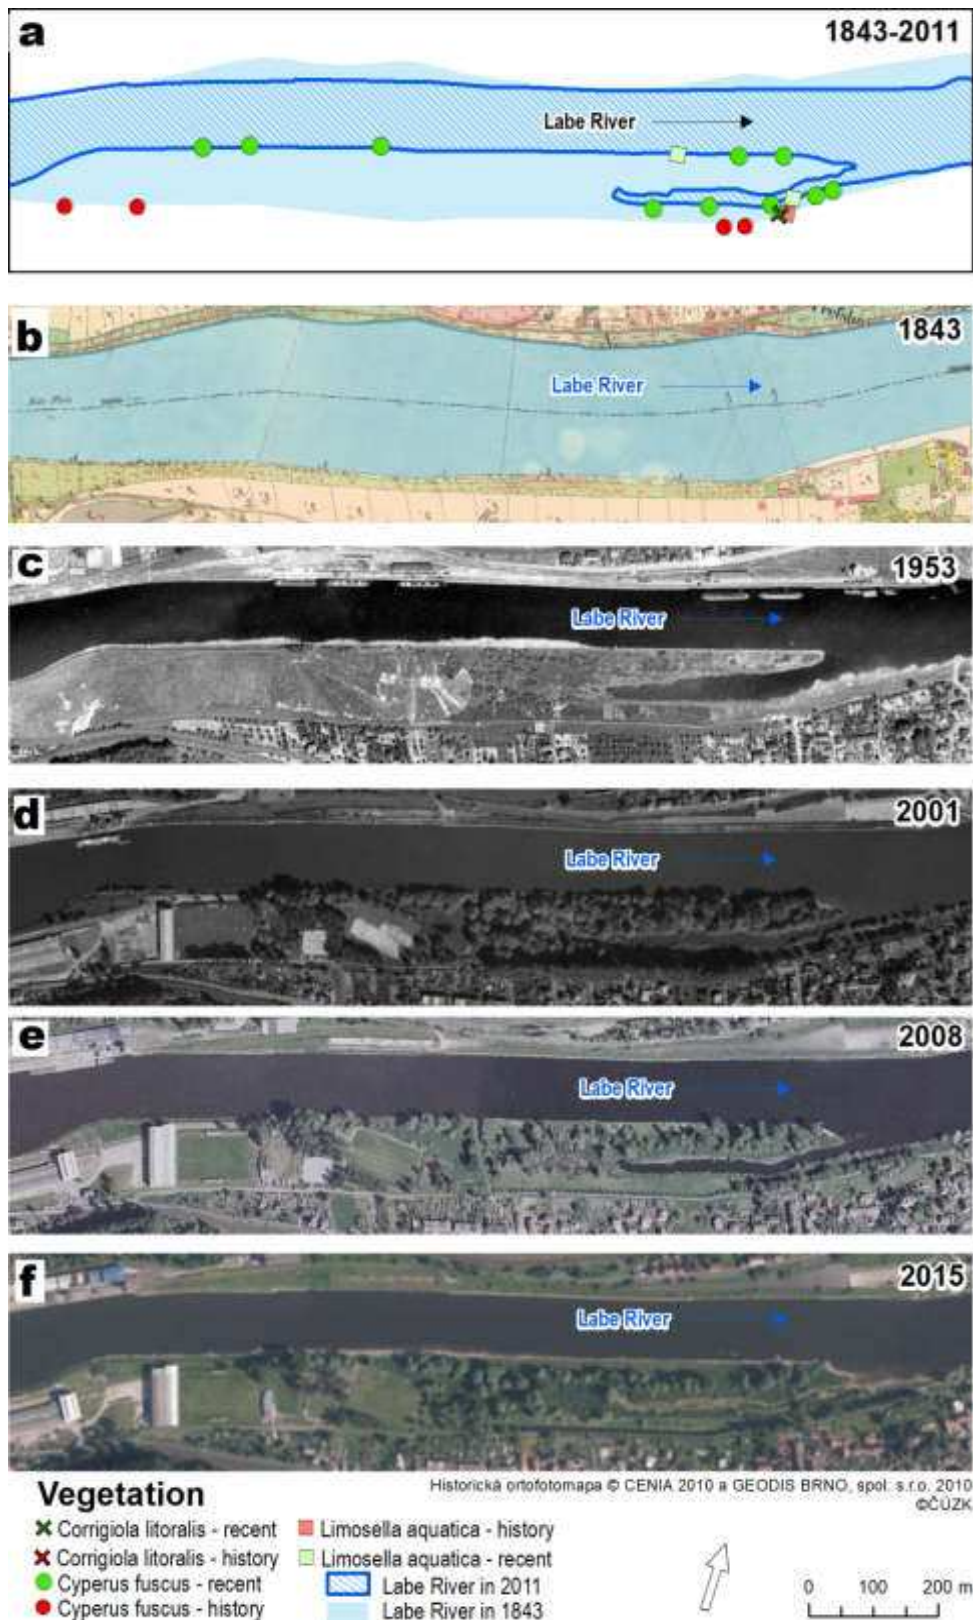 a
1843-2011
Labe River
b
1843
Labe River
c
1953
Labe River
d
2001
Labe River
e
2008
Labe River
f
2015
Labe River
Vegetation
Historická ortofotomapa © CENIA 2010 a GEODIS BRNO, spol. s.r.o. 2010
©ČÚZK
Corrigiola litoralis - recent
Corrigiola litoralis - history
Cyperus fuscus - recent
Cyperus fuscus - history
Limosella aquatica - history
Limosella aquatica - recent
Labe River in 2011
Labe River in 1843
0 100 200 m